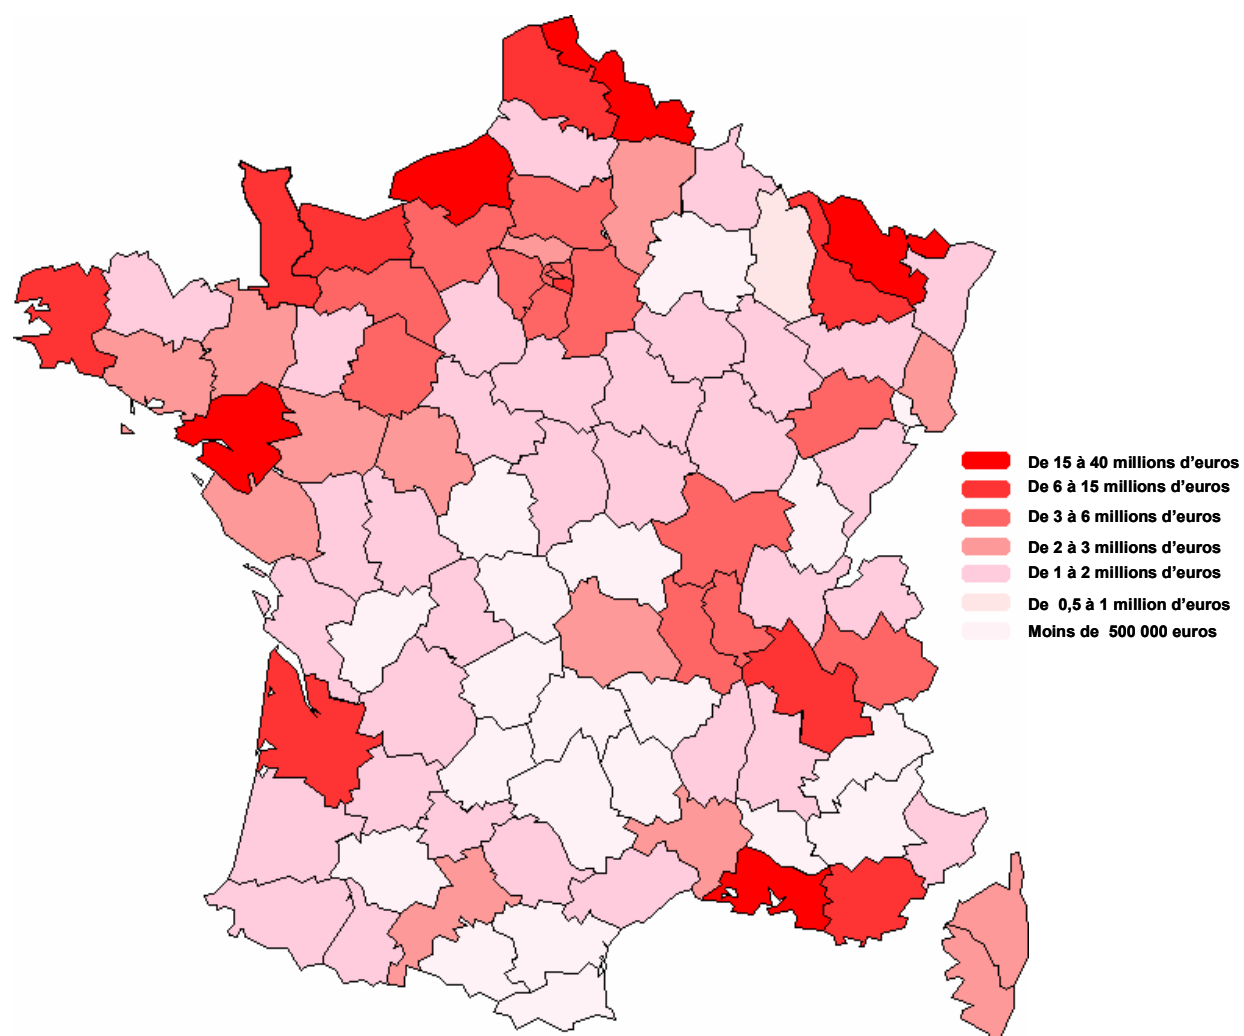 De 15 à 40 millions d’euros
De 6 à 15 millions d’euros
De 3 à 6 millions d’euros
De 2 à 3 millions d’euros
De 1 à 2 millions d’euros
De 0,5 à 1 million d’euros
Moins de 500 000 euros